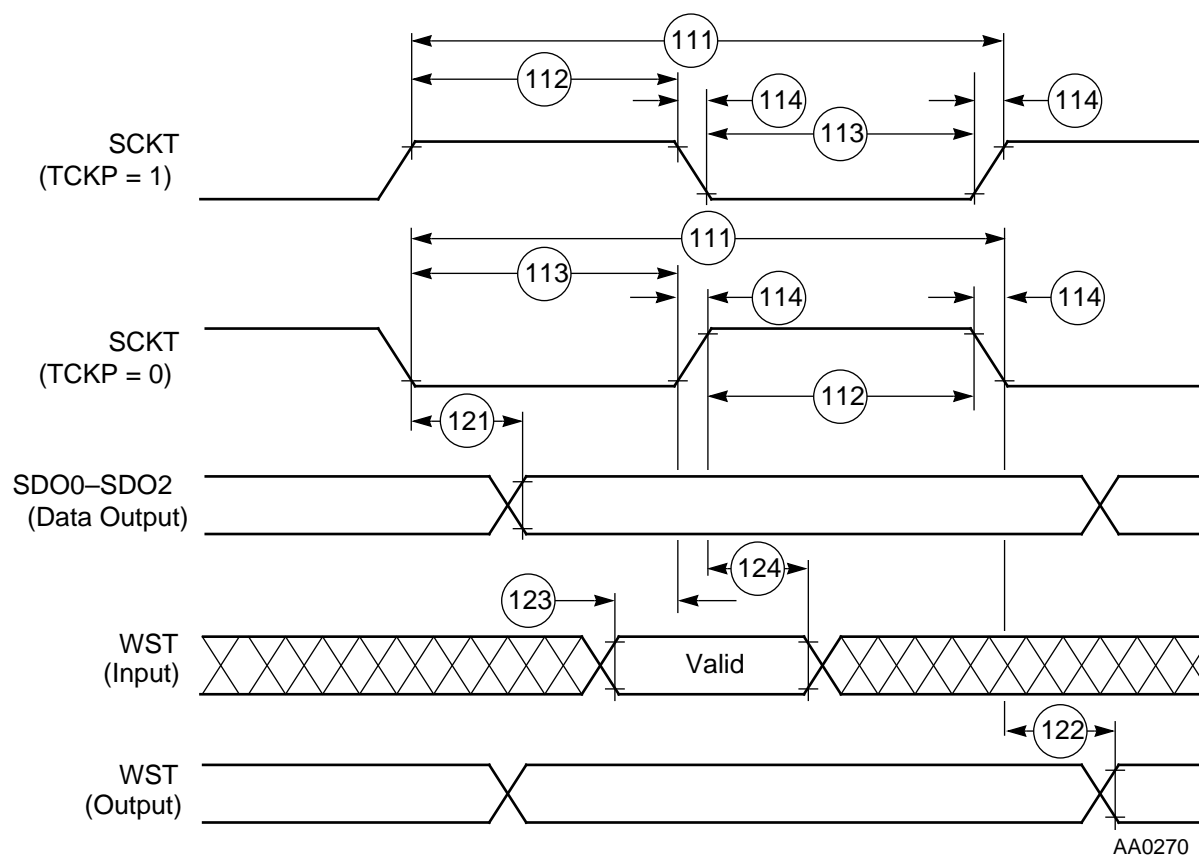 111
112
114
114
113
SCKT
(TCKP = 1)
111
113
114
114
SCKT
(TCKP = 0)
112
121
SDO0–SDO2
(Data Output)
124
123
WST
(Input)
Valid
122
WST
(Output)
AA0270